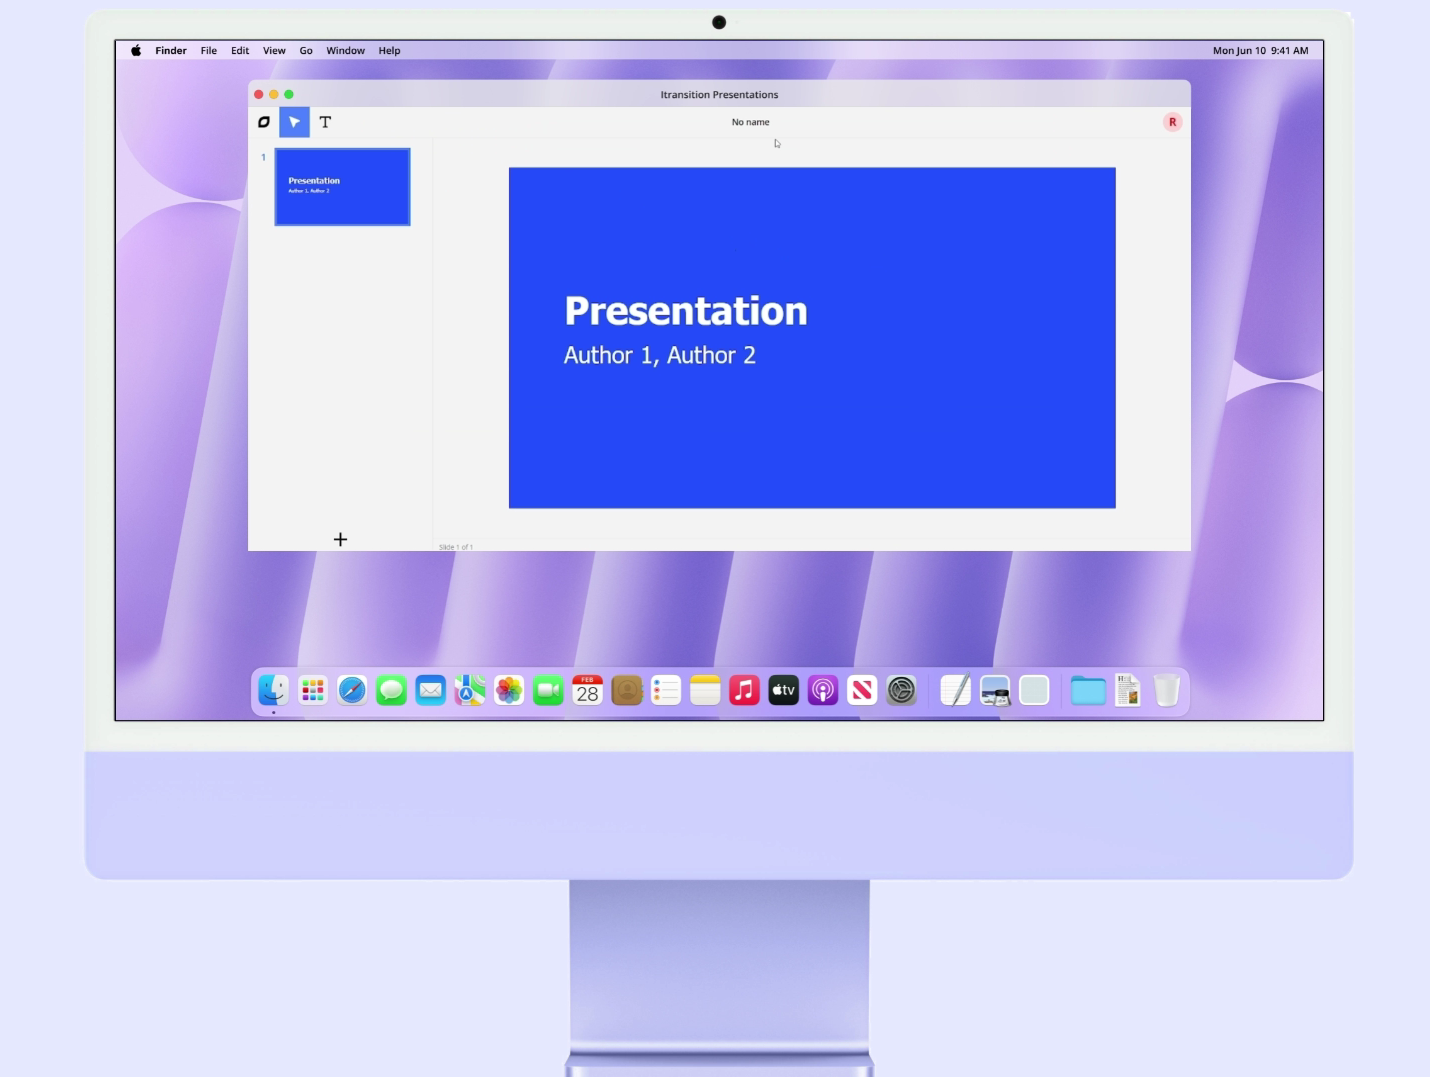 Finder File Edit View Go Window Help
Mon Jun 10 9:41 AM
Itransition Presentations
T
No name
R
1
Presentation
Author 1, Author 2
Presentation
Author 1, Author 2
+
Slide 1 of 1
FEB
28
tv